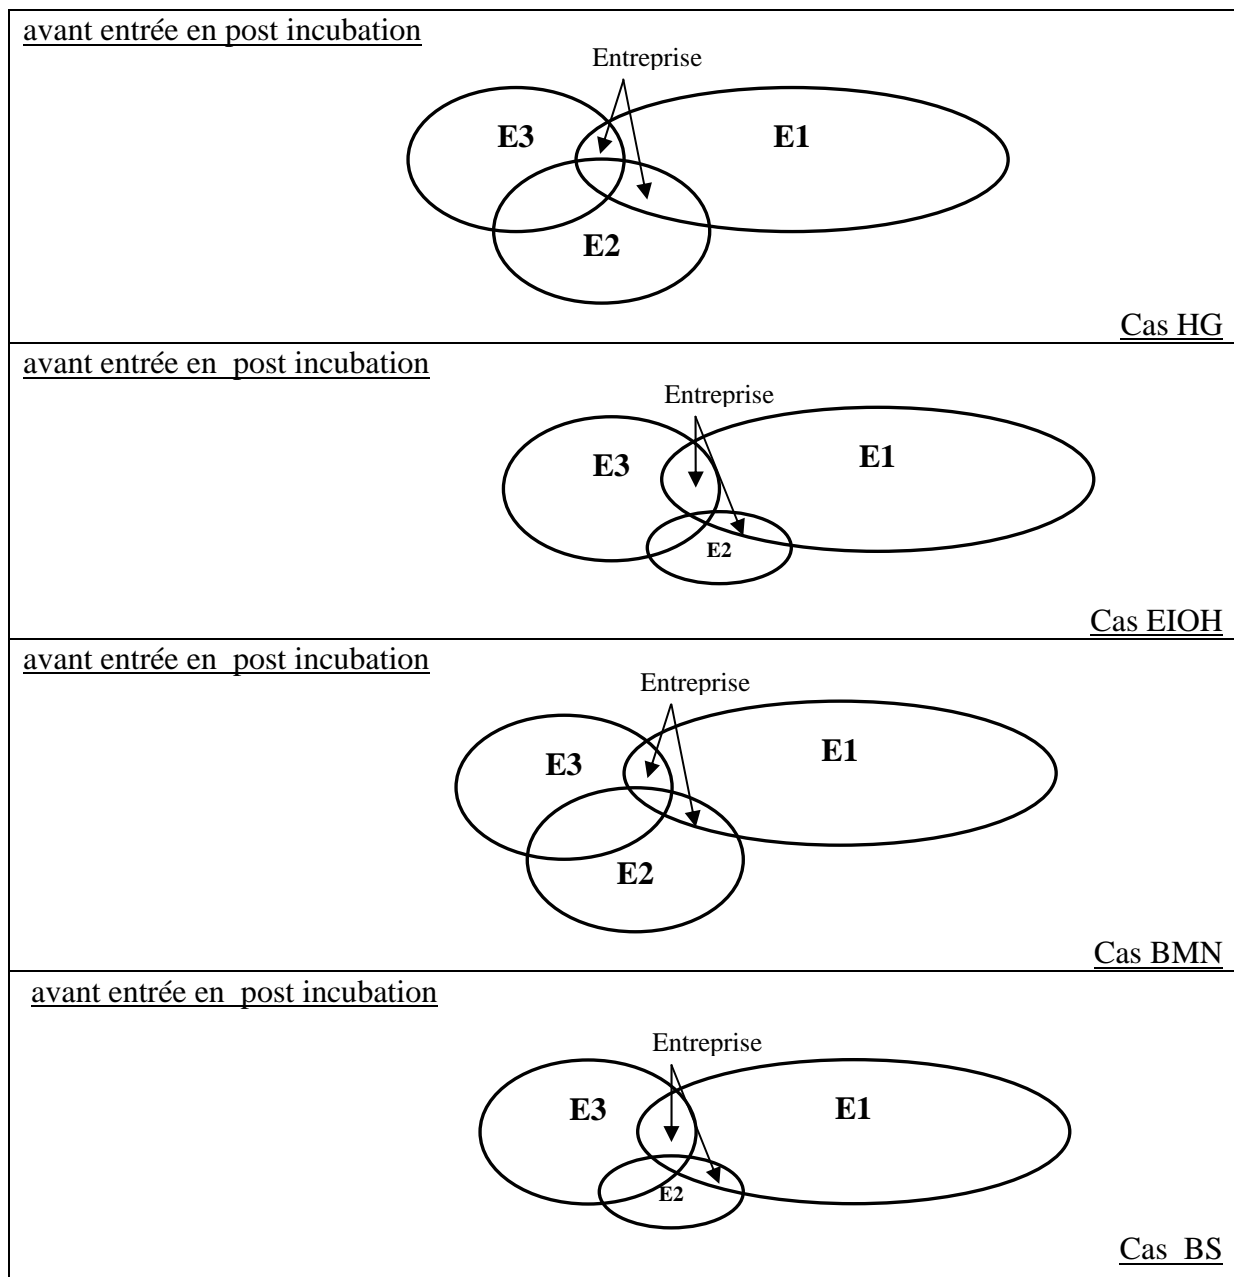 avant entrée en post incubation
Entreprise
E3
E1
E2
Cas HG
avant entrée en  post incubation
Entreprise
E3
E1
E2
Cas EIOH
avant entrée en  post incubation
Entreprise
E3
E1
E2
Cas BMN
avant entrée en  post incubation
Entreprise
E3
E1
E2
Cas  BS